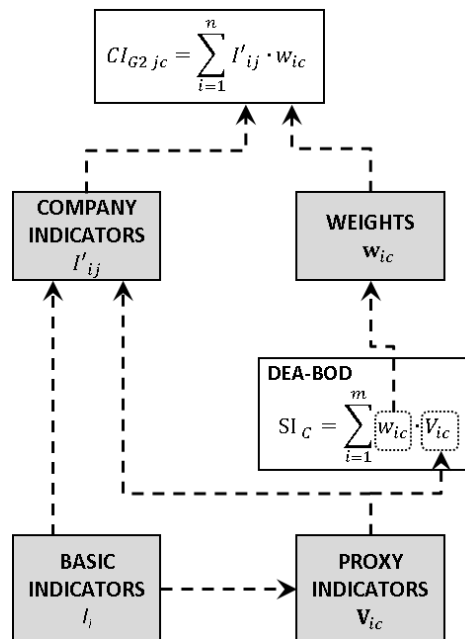 CI_{G2 jc} = \sum_{i=1}^{n} I'_{ij} \cdot w_{ic}
COMPANY
INDICATORS
I'_{ij}
WEIGHTS
w_{ic}
DEA-BOD
SI_C = \sum_{i=1}^{m} w_{ic} \cdot V_{ic}
BASIC
INDICATORS
I_i
PROXY
INDICATORS
V_{ic}